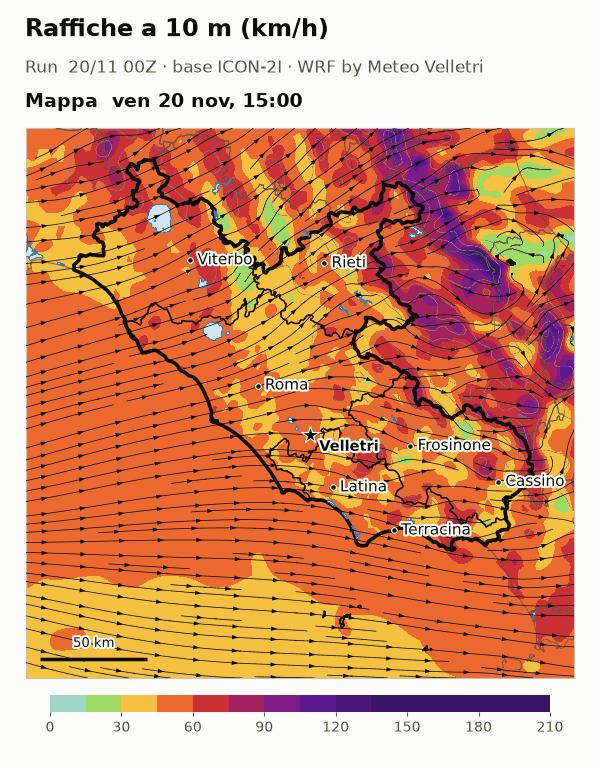 Raffiche a 10 m (km/h)
Run  20/11 00Z · base ICON-2I · WRF by Meteo Velletri
Mappa  ven 20 nov, 15:00
Viterbo
Rieti
Roma
Velletri
Frosinone
Cassino
Latina
Terracina
50 km
0 30 60 90 120 150 180 210